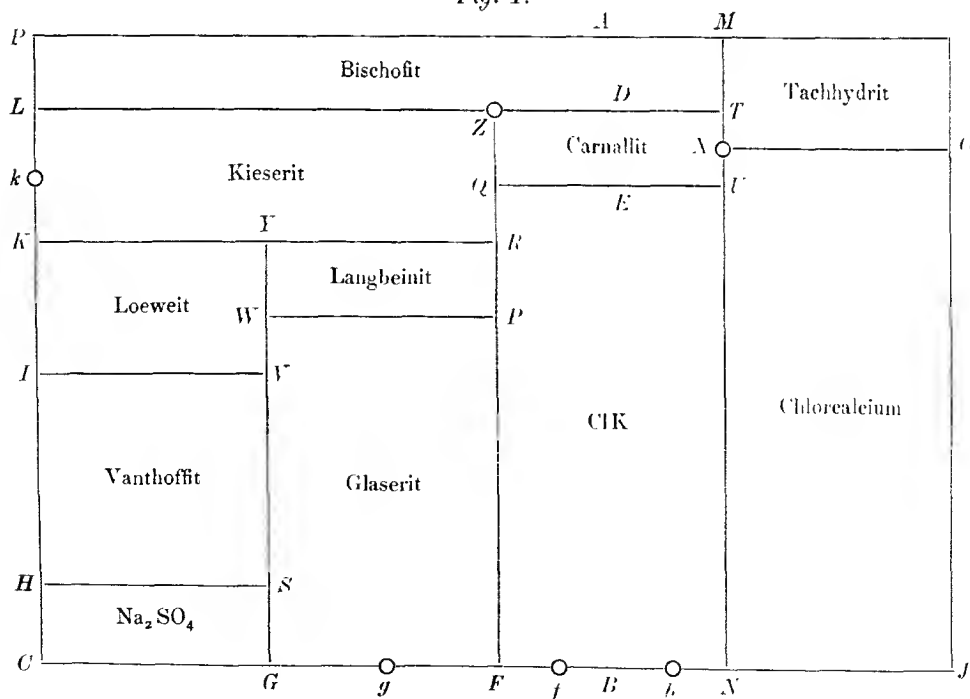 Fig. 1.
P A M
Bischofit
Tachhydrit
L D T
Z
Carnallit
k Kieserit
Q U
E
Y
K R
Langbeinit
Loeweit
W P
I V
Chlorcalcium
ClK
Vanthoffit Glaserit
H S
Na₂SO₄
C G g F B N J